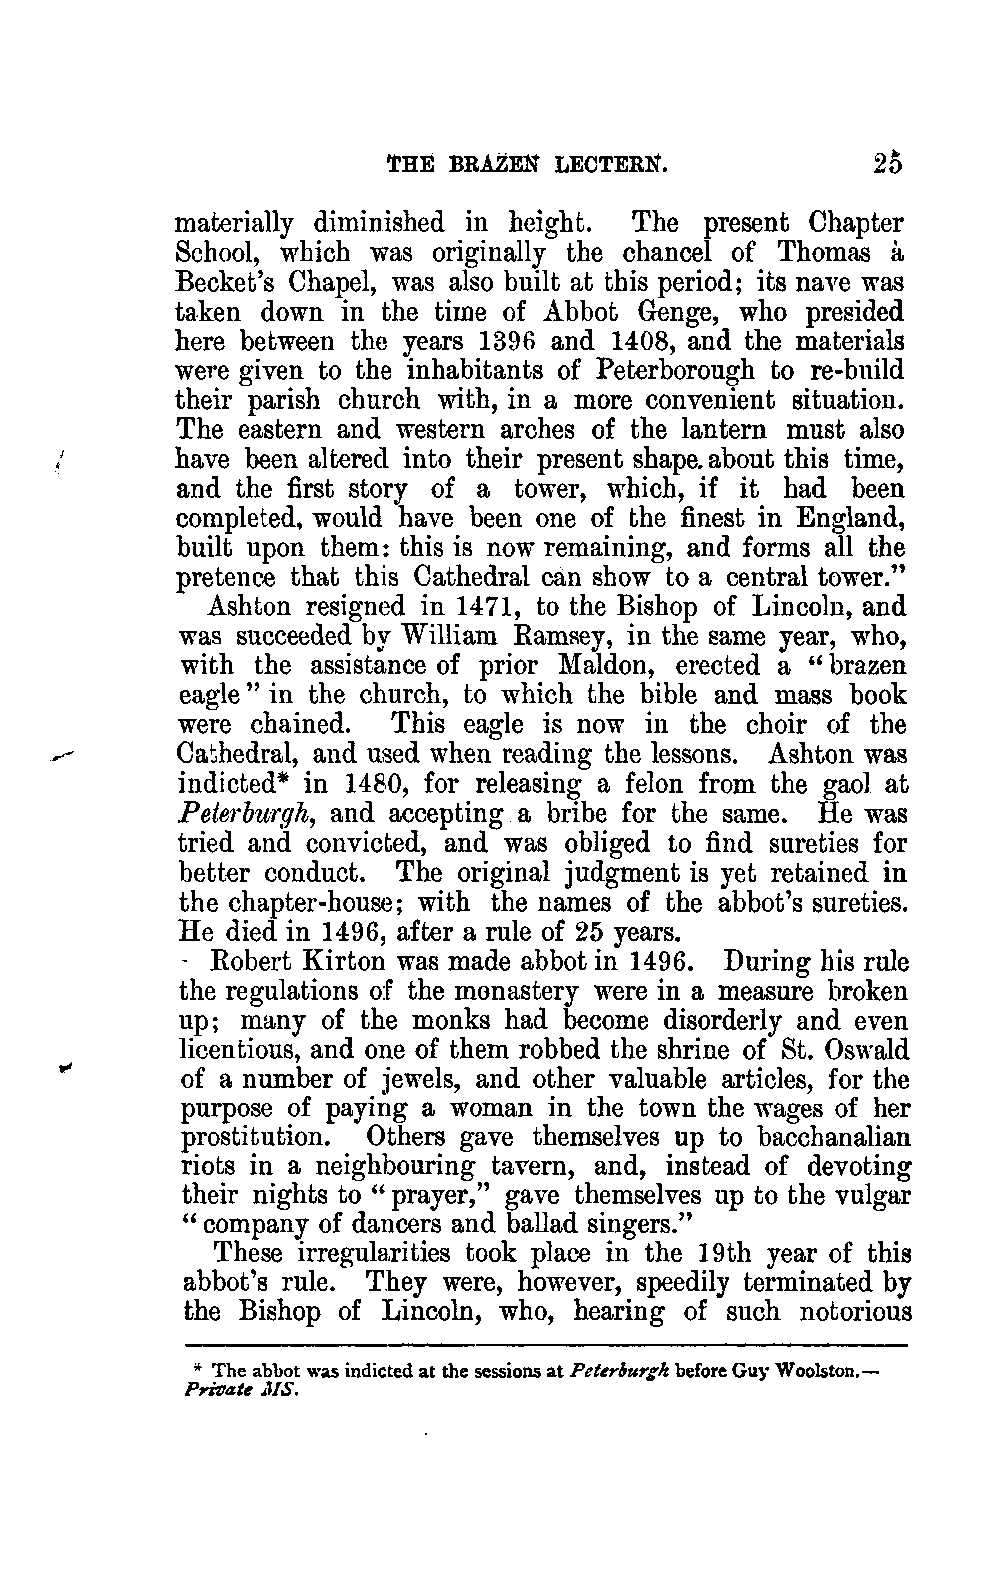 THE BRAZEN LECTERN. 25
materially diminished in height. The present Chapter
School, which was originally the chancel of Thomas à
Becket's Chapel, was also built at this period; its nave was
taken down in the time of Abbot Genge, who presided
here between the years 1396 and 1408, and the materials
were given to the inhabitants of Peterborough to re-build
their parish church with, in a more convenient situation.
The eastern and western arches of the lantern must also
have been altered into their present shape about this time,
and the first story of a tower, which, if it had been
completed, would have been one of the finest in England,
built upon them: this is now remaining, and forms all the
pretence that this Cathedral can show to a central tower."
Ashton resigned in 1471, to the Bishop of Lincoln, and
was succeeded by William Ramsey, in the same year, who,
with the assistance of prior Maldon, erected a "brazen
eagle" in the church, to which the bible and mass book
were chained. This eagle is now in the choir of the
Cathedral, and used when reading the lessons. Ashton was
indicted* in 1480, for releasing a felon from the gaol at
Peterburgh, and accepting a bribe for the same. He was
tried and convicted, and was obliged to find sureties for
better conduct. The original judgment is yet retained in
the chapter-house; with the names of the abbot's sureties.
He died in 1496, after a rule of 25 years.
Robert Kirton was made abbot in 1496. During his rule
the regulations of the monastery were in a measure broken
up; many of the monks had become disorderly and even
licentious, and one of them robbed the shrine of St. Oswald
of a number of jewels, and other valuable articles, for the
purpose of paying a woman in the town the wages of her
prostitution. Others gave themselves up to bacchanalian
riots in a neighbouring tavern, and, instead of devoting
their nights to "prayer," gave themselves up to the vulgar
"company of dancers and ballad singers."
These irregularities took place in the 19th year of this
abbot's rule. They were, however, speedily terminated by
the Bishop of Lincoln, who, hearing of such notorious
* The abbot was indicted at the sessions at Peterburgh before Guy Woolston.—
Private MS.